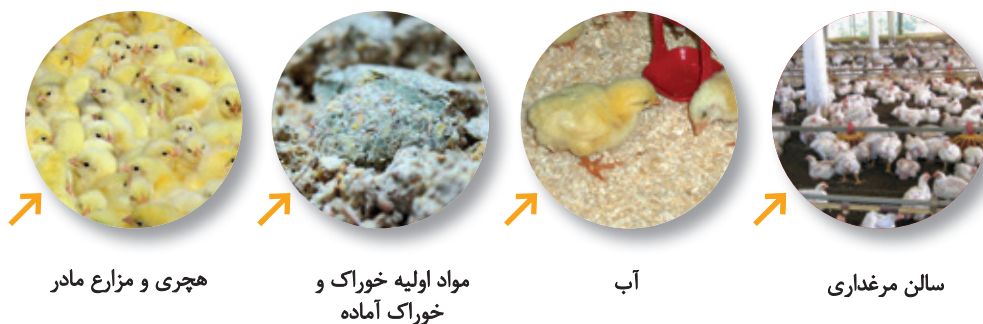 سالن مرغداری
آب
مواد اولیه خوراک و
خوراک آماده
هچری و مزارع مادر